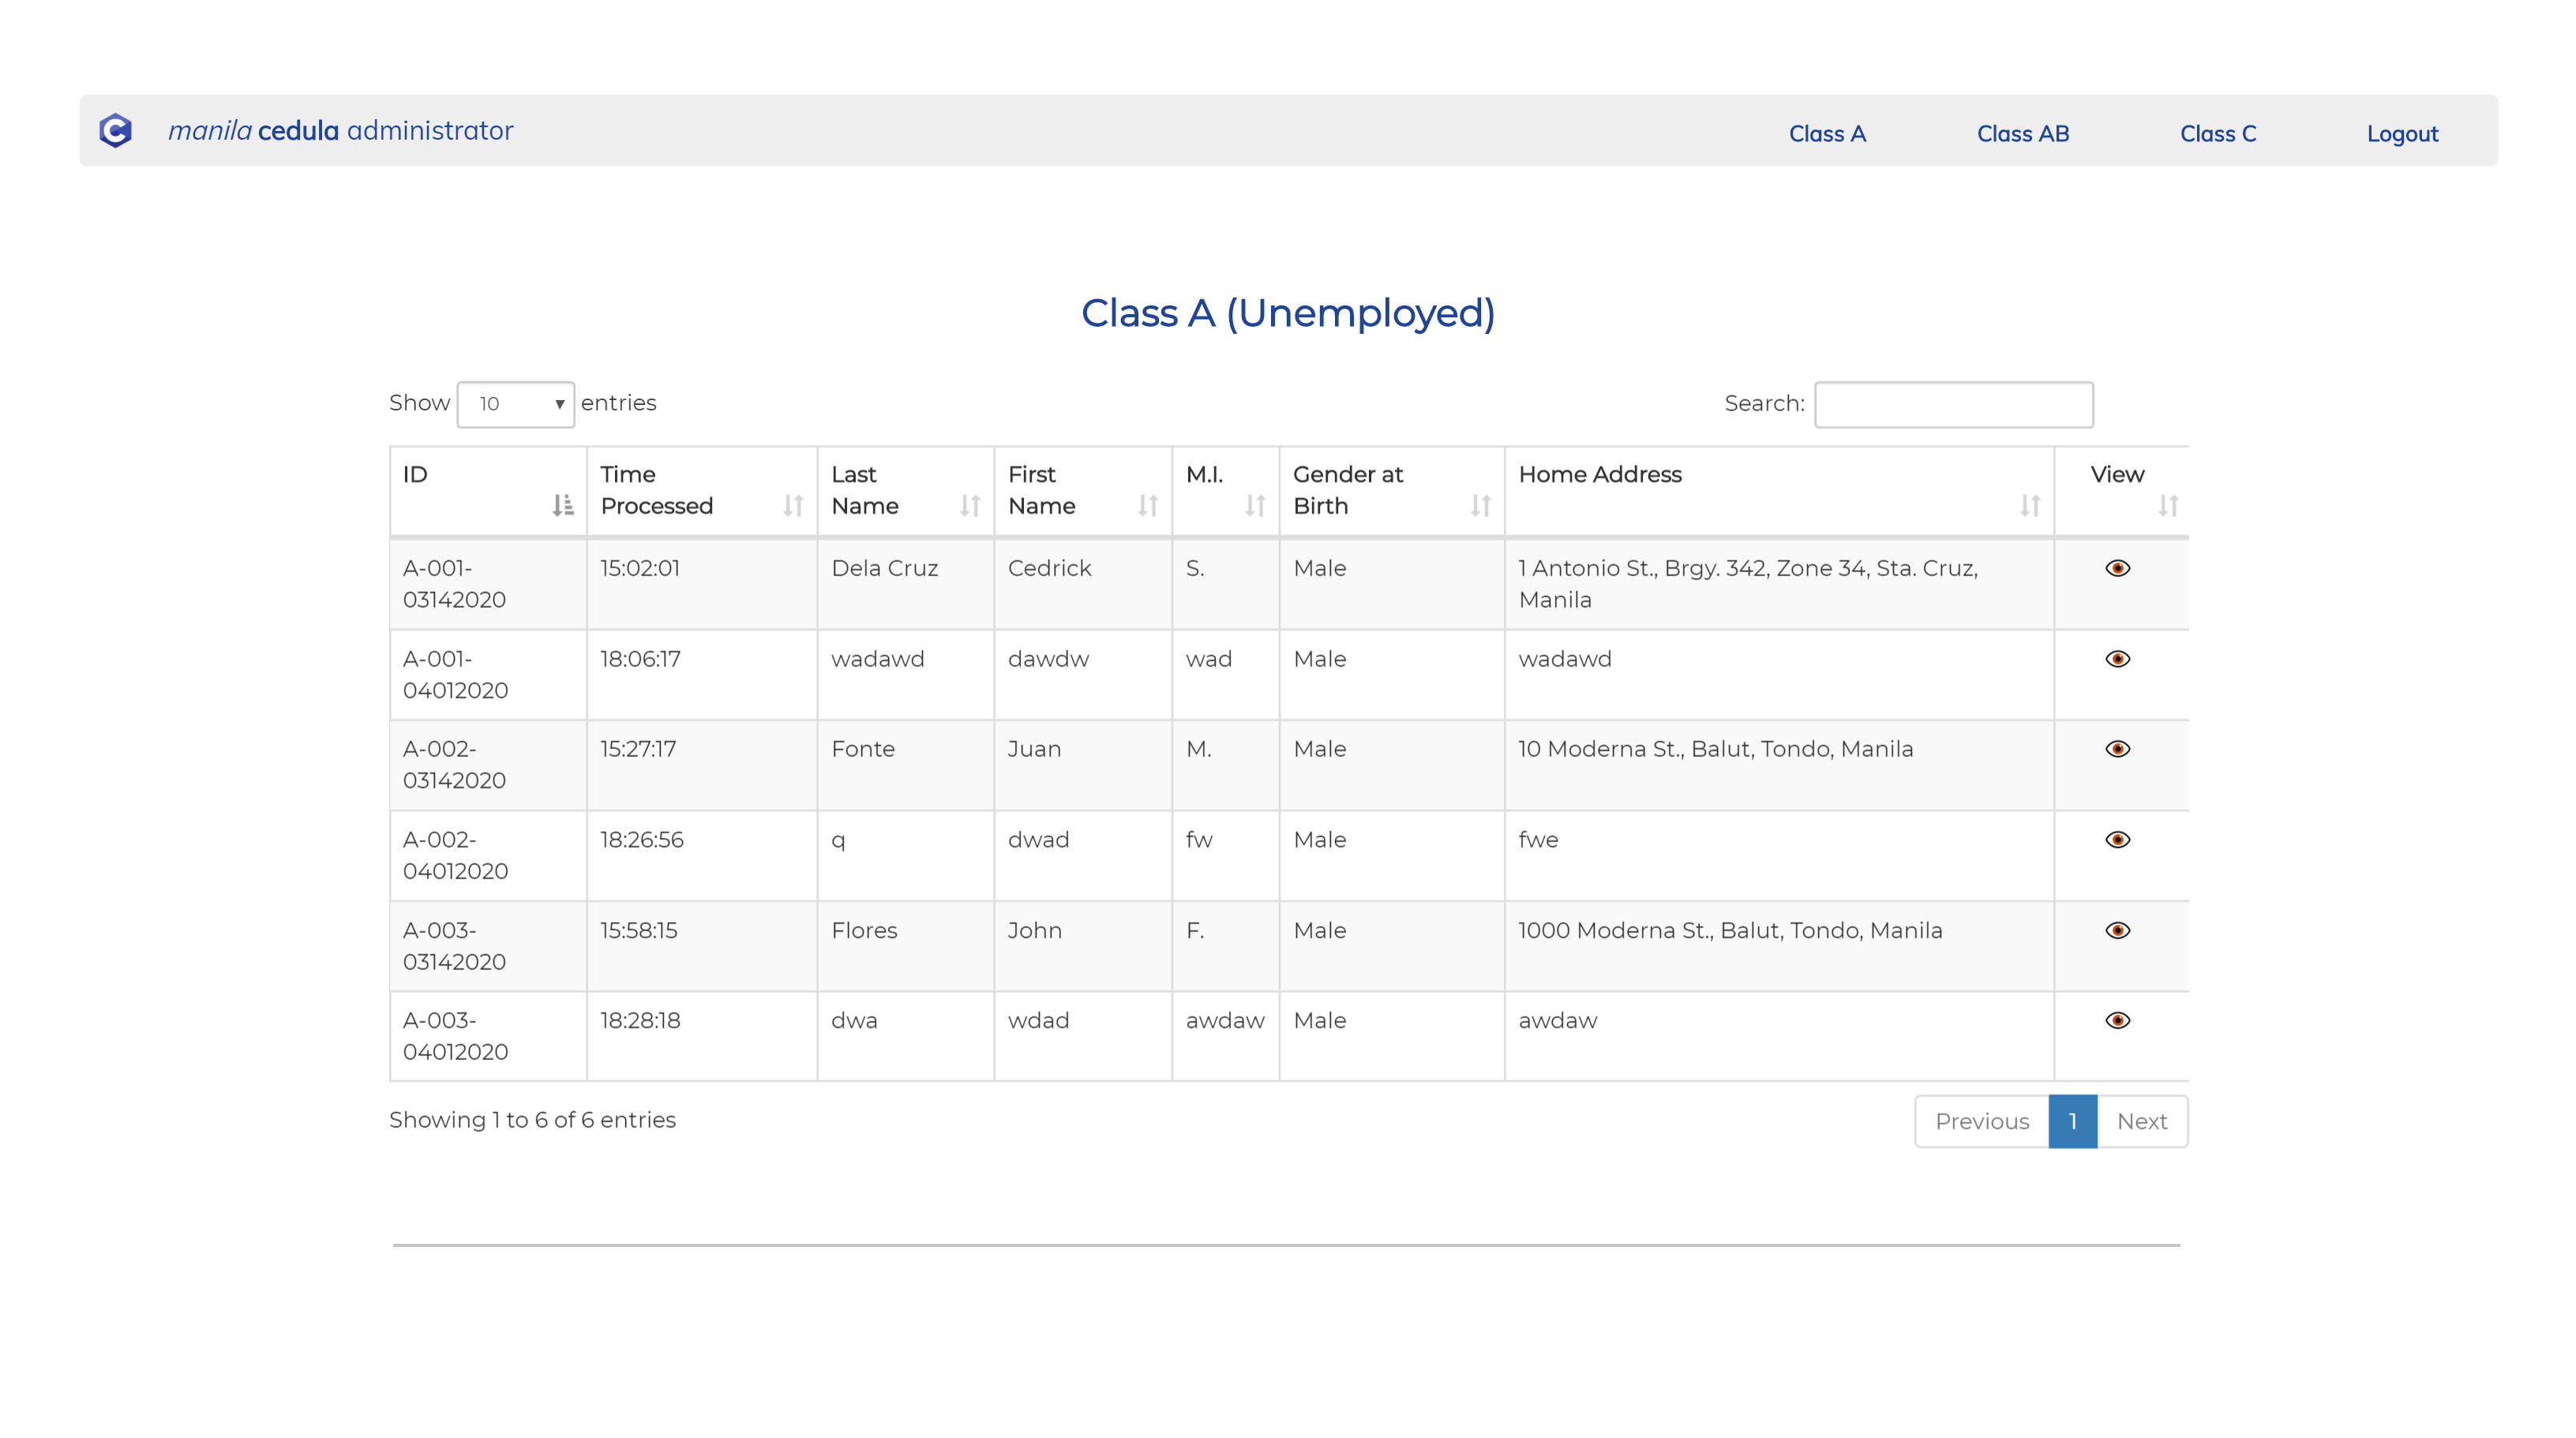 manila cedula administrator
Class A
Class AB
Class C
Logout
Class A (Unemployed)
Show 10 entries
Search:
ID
Time Processed
Last Name
First Name
M.I.
Gender at Birth
Home Address
View
A-001-03142020
15:02:01
Dela Cruz
Cedrick
S.
Male
1 Antonio St., Brgy. 342, Zone 34, Sta. Cruz, Manila
A-001-04012020
18:06:17
wadawd
dawdw
wad
Male
wadawd
A-002-03142020
15:27:17
Fonte
Juan
M.
Male
10 Moderna St., Balut, Tondo, Manila
A-002-04012020
18:26:56
q
dwad
fw
Male
fwe
A-003-03142020
15:58:15
Flores
John
F.
Male
1000 Moderna St., Balut, Tondo, Manila
A-003-04012020
18:28:18
dwa
wdad
awdaw
Male
awdaw
Showing 1 to 6 of 6 entries
Previous
1
Next